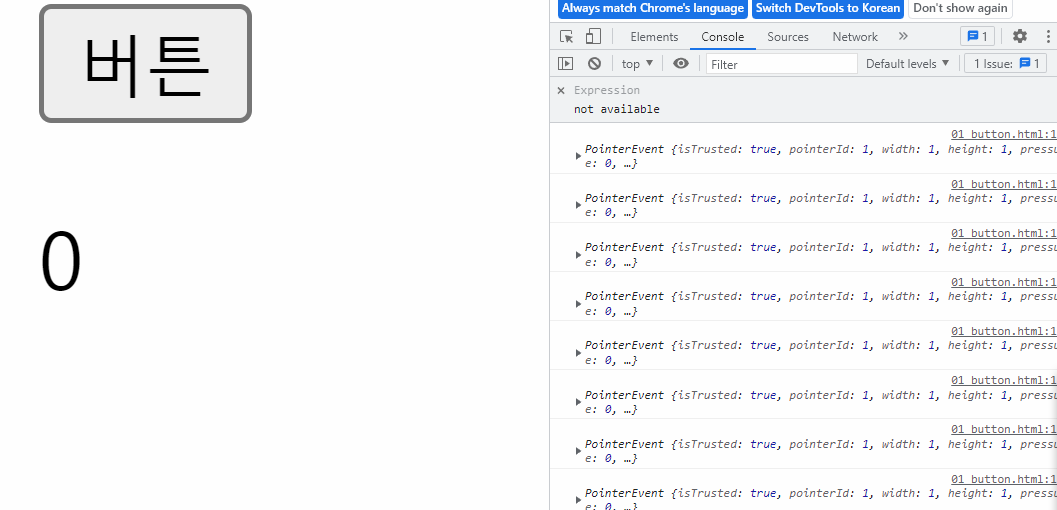 버튼
0
Always match Chrome's language Switch DevTools to Korean Don't show again
Elements Console Sources Network » 1
top ▼ Filter Default levels ▼ 1 Issue: 1
× Expression
not available
01 button.html:1
▶ PointerEvent {isTrusted: true, pointerId: 1, width: 1, height: 1, pressu
e: 0, …}
01 button.html:1
▶ PointerEvent {isTrusted: true, pointerId: 1, width: 1, height: 1, pressu
e: 0, …}
01 button.html:1
▶ PointerEvent {isTrusted: true, pointerId: 1, width: 1, height: 1, pressu
e: 0, …}
01 button.html:1
▶ PointerEvent {isTrusted: true, pointerId: 1, width: 1, height: 1, pressu
e: 0, …}
01 button.html:1
▶ PointerEvent {isTrusted: true, pointerId: 1, width: 1, height: 1, pressu
e: 0, …}
01 button.html:1
▶ PointerEvent {isTrusted: true, pointerId: 1, width: 1, height: 1, pressu
e: 0, …}
01 button.html:1
▶ PointerEvent {isTrusted: true, pointerId: 1, width: 1, height: 1, pressu
e: 0, …}
01 button.html:1
▶ PointerEvent {isTrusted: true, pointerId: 1, width: 1, height: 1, pressu
e: 0, …}